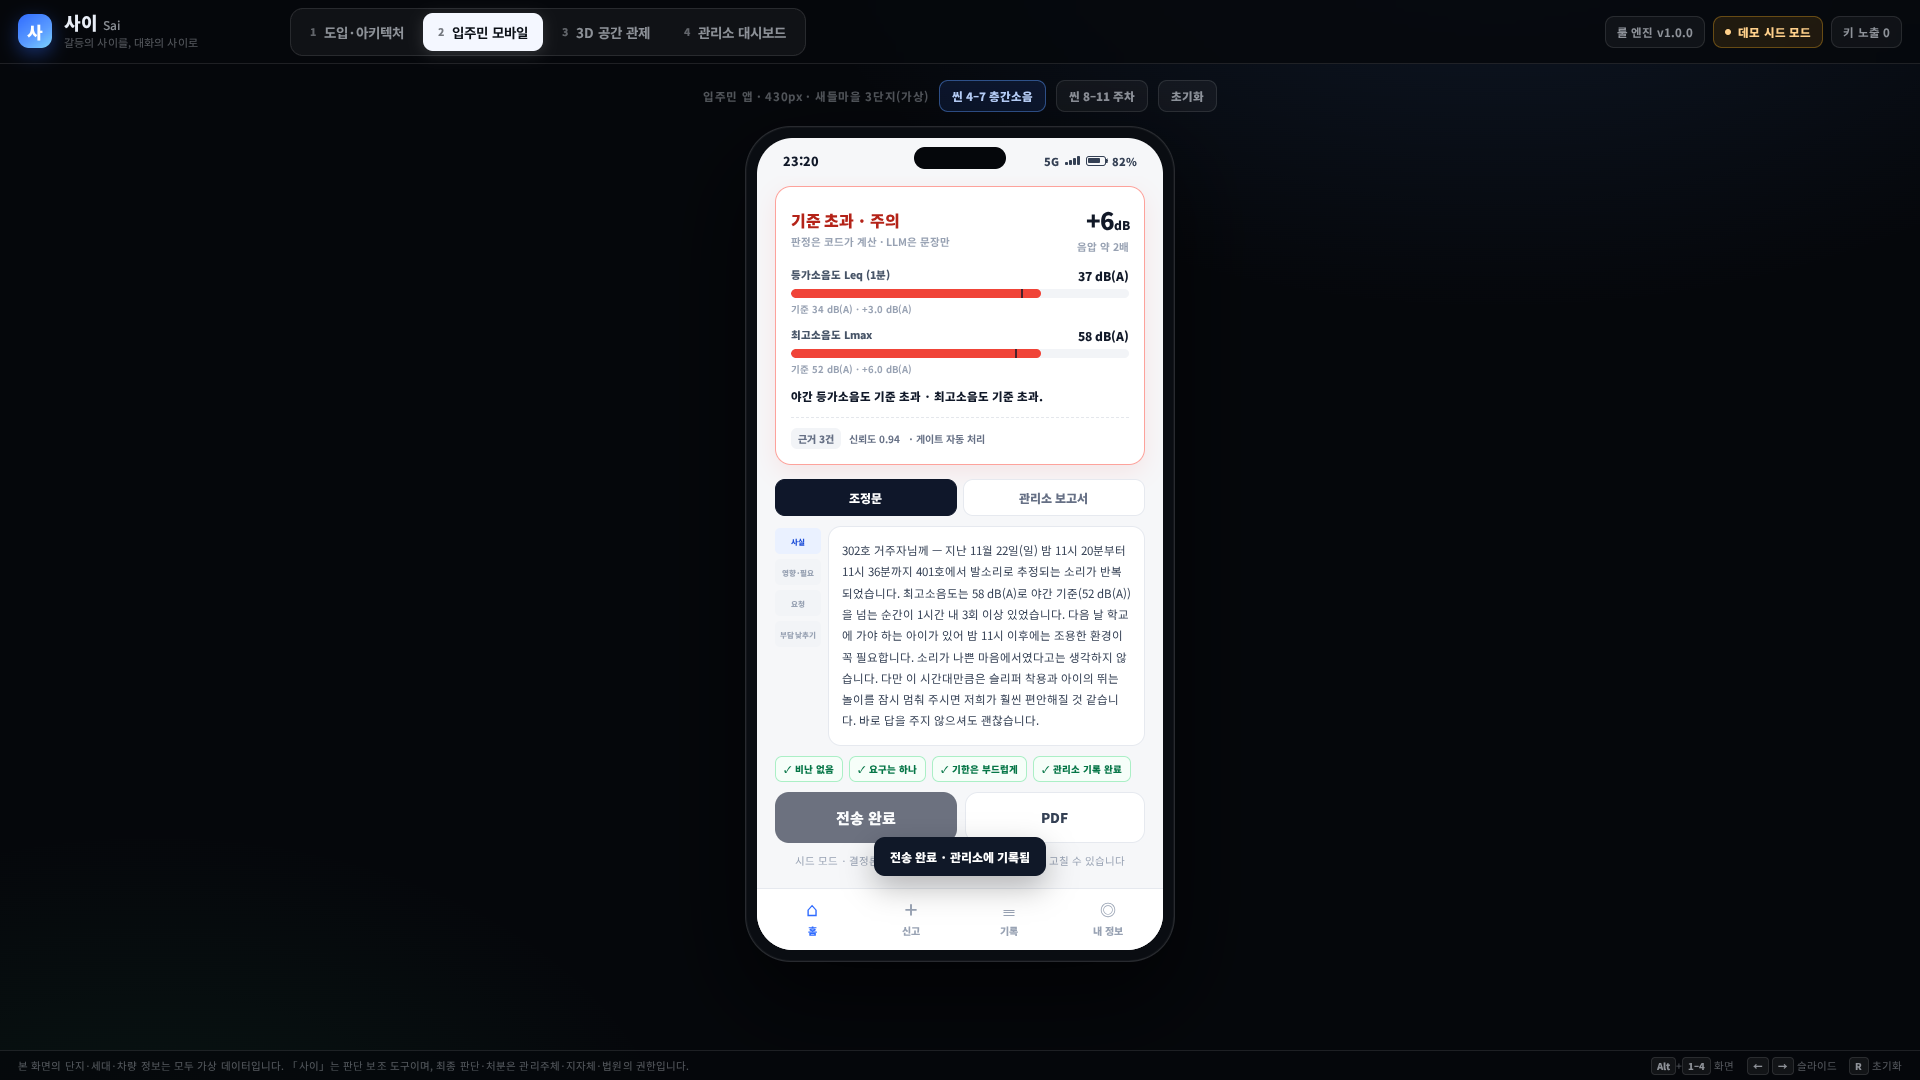 사
사이 Sai
갈등의 사이를, 대화의 사이로
1 도입·아키텍처
2 입주민 모바일
3 3D 공간 관제
4 관리소 대시보드
룰 엔진 v1.0.0
데모 시드 모드
키 노출 0
입주민 앱 · 430px · 새들마을 3단지(가상)
씬 4–7 층간소음
씬 8–11 주차
초기화
23:20
5G 82%
기준 초과 · 주의
+6dB
판정은 코드가 계산 · LLM은 문장만
음압 약 2배
등가소음도 Leq (1분)
37 dB(A)
기준 34 dB(A) · +3.0 dB(A)
최고소음도 Lmax
58 dB(A)
기준 52 dB(A) · +6.0 dB(A)
야간 등가소음도 기준 초과 · 최고소음도 기준 초과.
근거 3건 신뢰도 0.94 · 게이트 자동 처리
조정문
관리소 보고서
사실
영향·필요
요청
부담 낮추기
302호 거주자님께 — 지난 11월 22일(일) 밤 11시 20분부터
11시 36분까지 401호에서 발소리로 추정되는 소리가 반복
되었습니다. 최고소음도는 58 dB(A)로 야간 기준(52 dB(A))
을 넘는 순간이 1시간 내 3회 이상 있었습니다. 다음 날 학교
에 가야 하는 아이가 있어 밤 11시 이후에는 조용한 환경이
꼭 필요합니다. 소리가 나쁜 마음에서였다고는 생각하지 않
습니다. 다만 이 시간대만큼은 슬리퍼 착용과 아이의 뛰는
놀이를 잠시 멈춰 주시면 저희가 훨씬 편안해질 것 같습니
다. 바로 답을 주지 않으셔도 괜찮습니다.
✓ 비난 없음
✓ 요구는 하나
✓ 기한은 부드럽게
✓ 관리소 기록 완료
전송 완료
PDF
시드 모드 · 결정은
고칠 수 있습니다
전송 완료 · 관리소에 기록됨
홈
신고
기록
내 정보
본 화면의 단지·세대·차량 정보는 모두 가상 데이터입니다. 「사이」는 판단 보조 도구이며, 최종 판단·처분은 관리주체·지자체·법원의 권한입니다.
Alt+1–4 화면
← → 슬라이드
R 초기화